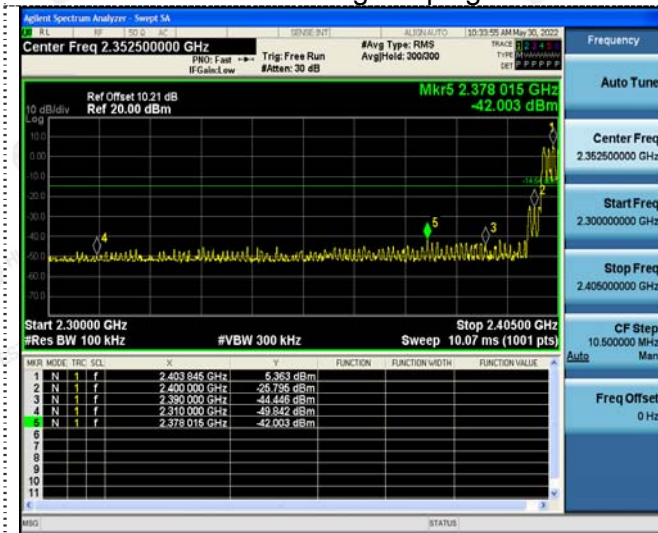 Agilent Spectrum Analyzer - Swept SA
RL RF 50 Ω AC SENSE:INT ALIGNAUTO 10:33:55 AM May 30, 2022
Center Freq 2.352500000 GHz
PNO: Fast Trig: Free Run #Avg Type: RMS TRACE 1 2 3 4 5 6
IFGain:Low #Atten: 30 dB Avg|Hold: 300/300 TYPE
DET P P P P P P
Ref Offset 10.21 dB Mkr5 2.378 015 GHz
10 dB/div Ref 20.00 dBm -42.003 dBm
Log
10.0
0.00
-10.0
-20.0
-30.0
-40.0
-50.0
-60.0
-70.0
1
2
3
4
5
Start 2.30000 GHz Stop 2.40500 GHz
#Res BW 100 kHz #VBW 300 kHz Sweep 10.07 ms (1001 pts)
MKR MODE TRC SCL X Y FUNCTION FUNCTION WIDTH FUNCTION VALUE
1 N 1 f 2.403 845 GHz 5.363 dBm
2 N 1 f 2.400 000 GHz -25.795 dBm
3 N 1 f 2.390 000 GHz -44.446 dBm
4 N 1 f 2.310 000 GHz -49.842 dBm
5 N 1 f 2.378 015 GHz -42.003 dBm
6
7
8
9
10
11
MSG STATUS
Frequency
Auto Tune
Center Freq
2.352500000 GHz
Start Freq
2.300000000 GHz
Stop Freq
2.405000000 GHz
CF Step
10.500000 MHz
Auto Man
Freq Offset
0 Hz